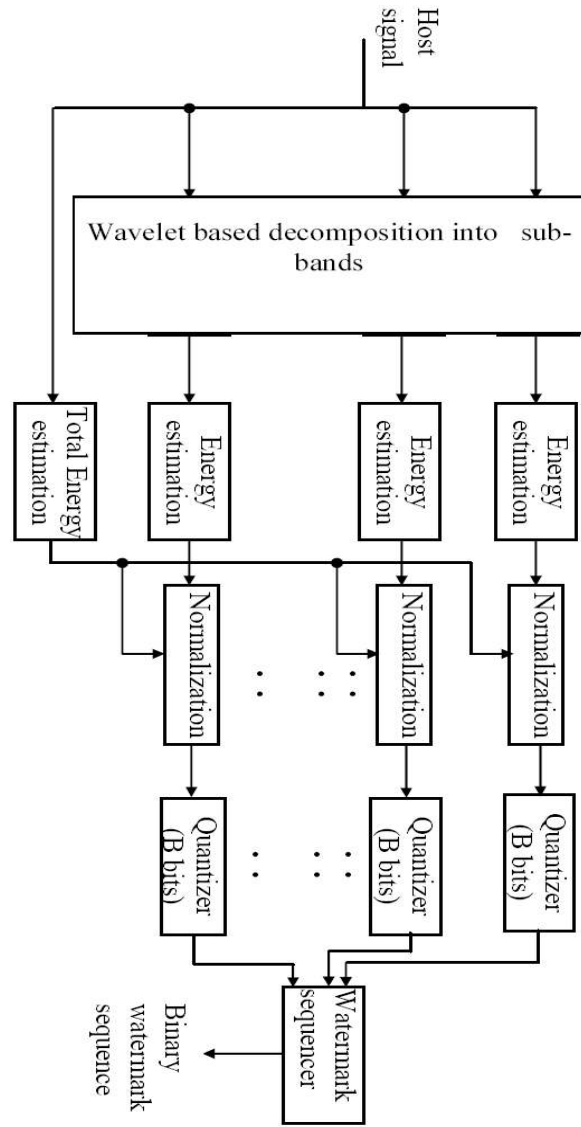 Host
signal
Wavelet based decomposition into sub-
bands
Total Energy
estimation
Energy
estimation
Energy
estimation
Energy
estimation
Normalization
Normalization
Normalization
Quantizer
(B bits)
Quantizer
(B bits)
Quantizer
(B bits)
Watermark
sequencer
Binary
watermark
sequence